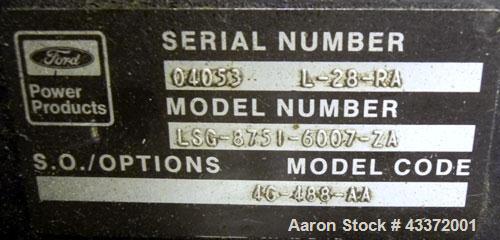 SERIAL NUMBER
Ford
04053 L-28-RA
Power
Products
MODEL NUMBER
LSG-8751-6007-ZA
S.O./OPTIONS MODEL CODE
4G-488-AA
Aaron Stock # 43372001